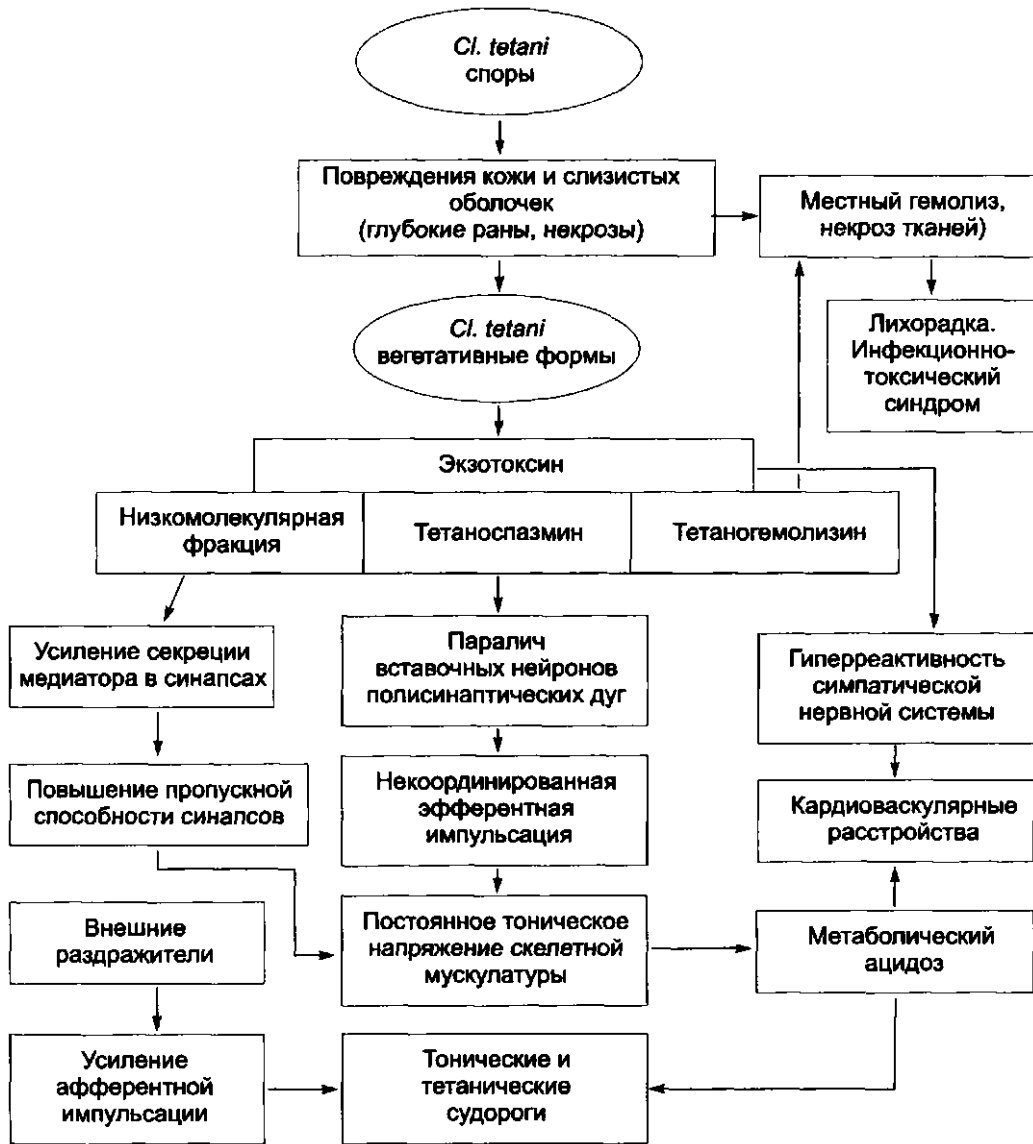 Cl. tetani
споры
Повреждения кожи и слизистых
оболочек
(глубокие раны, некрозы)
Местный гемолиз,
некроз тканей)
Cl. tetani
вегетативные формы
Лихорадка.
Инфекционно-
токсический
синдром
Экзотоксин
Низкомолекулярная
фракция
Тетаноспазмин
Тетаногемолизин
Усиление секреции
медиатора в синапсах
Паралич
вставочных нейронов
полисинаптических дуг
Гиперреактивность
симпатической
нервной системы
Повышение пропускной
способности синапсов
Некоординированная
эфферентная
импульсация
Кардиоваскулярные
расстройства
Внешние
раздражители
Постоянное тоническое
напряжение скелетной
мускулатуры
Метаболический
ацидоз
Усиление
афферентной
импульсации
Тонические и
тетанические
судороги